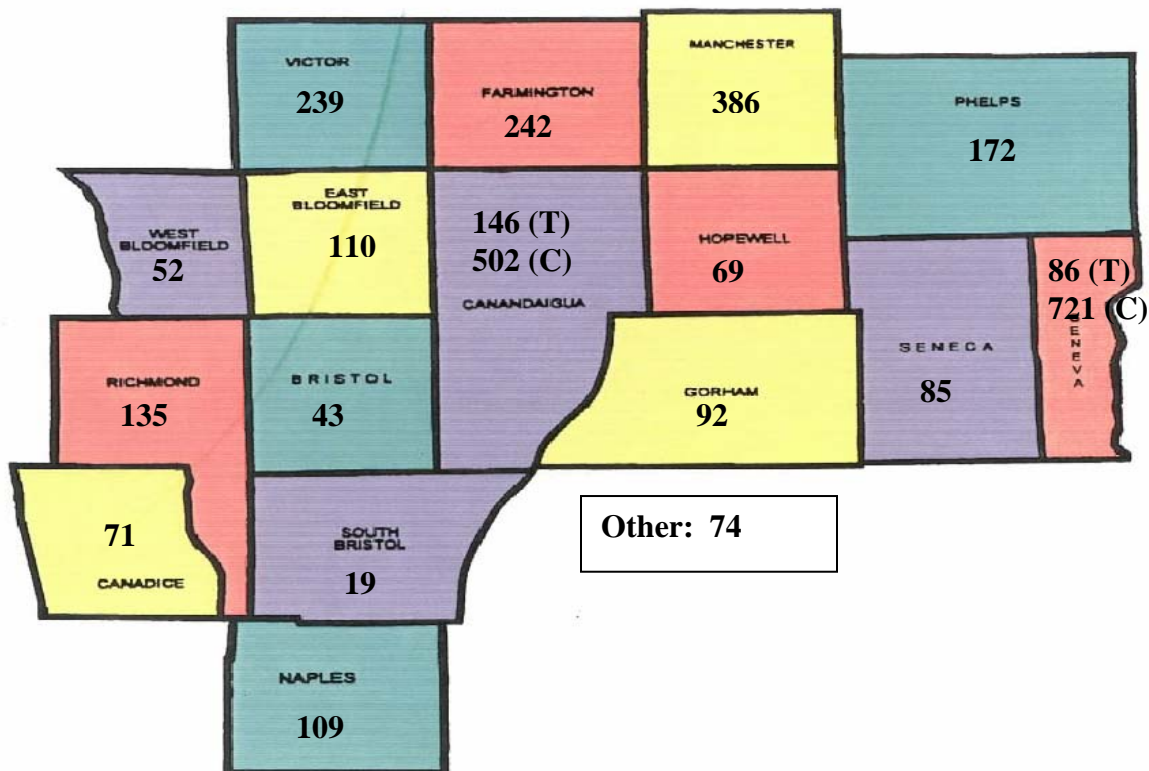 VICTOR
239
FARMINGTON
242
MANCHESTER
386
PHELPS
172
WEST
BLOOMFIELD
52
EAST
BLOOMFIELD
110
146 (T)
502 (C)
CANANDAIGUA
HOPEWELL
69
86 (T)
721 (C)
GENEVA
RICHMOND
135
BRISTOL
43
GORHAM
92
SENECA
85
71
CANADICE
SOUTH
BRISTOL
19
Other: 74
NAPLES
109